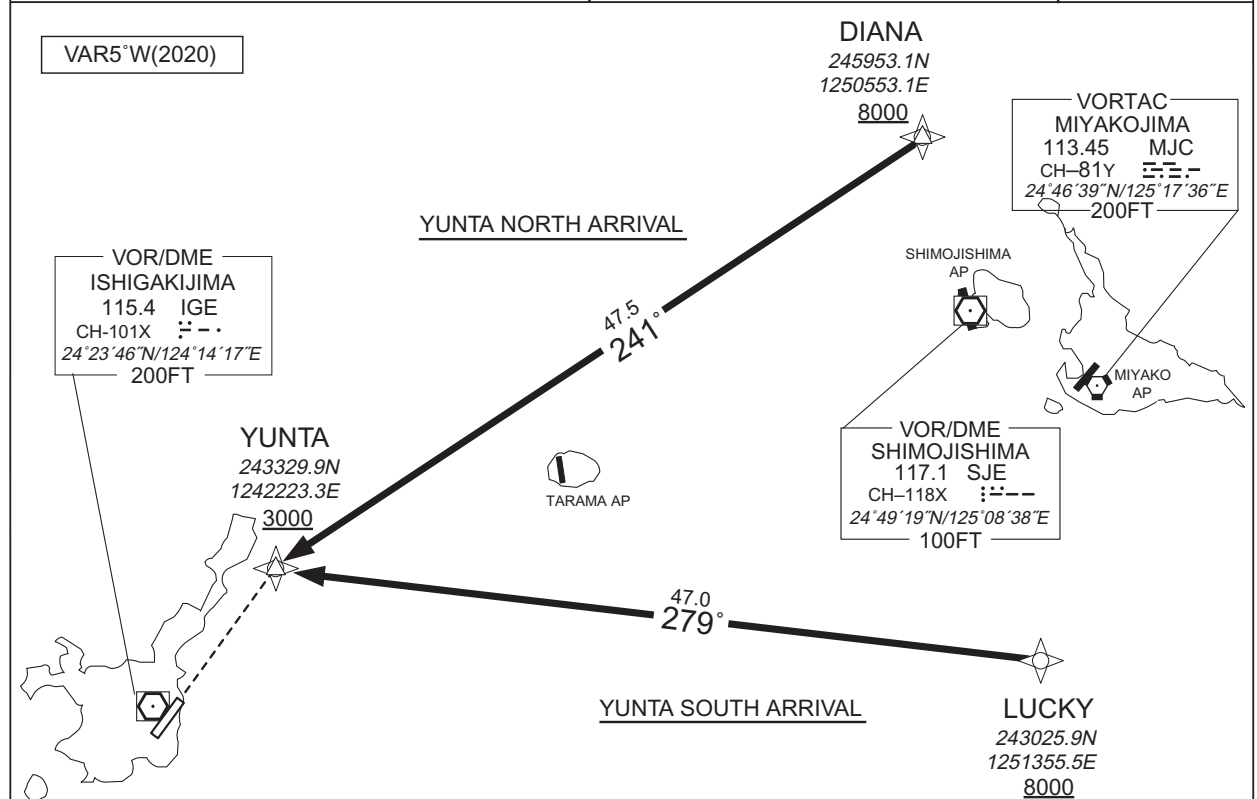 VAR5°W(2020)
DIANA
245953.1N
1250553.1E
8000
VORTAC
MIYAKOJIMA
113.45 MJC
CH–81Y
24°46´39˝N/125°17´36˝E
200FT
YUNTA NORTH ARRIVAL
SHIMOJISHIMA
AP
VOR/DME
ISHIGAKIJIMA
115.4 IGE
CH-101X
24°23´46˝N/124°14´17˝E
200FT
47.5
241°
MIYAKO
AP
YUNTA
243329.9N
1242223.3E
3000
TARAMA AP
VOR/DME
SHIMOJISHIMA
117.1 SJE
CH–118X
24°49´19˝N/125°08´38˝E
100FT
47.0
279°
YUNTA SOUTH ARRIVAL
LUCKY
243025.9N
1251355.5E
8000